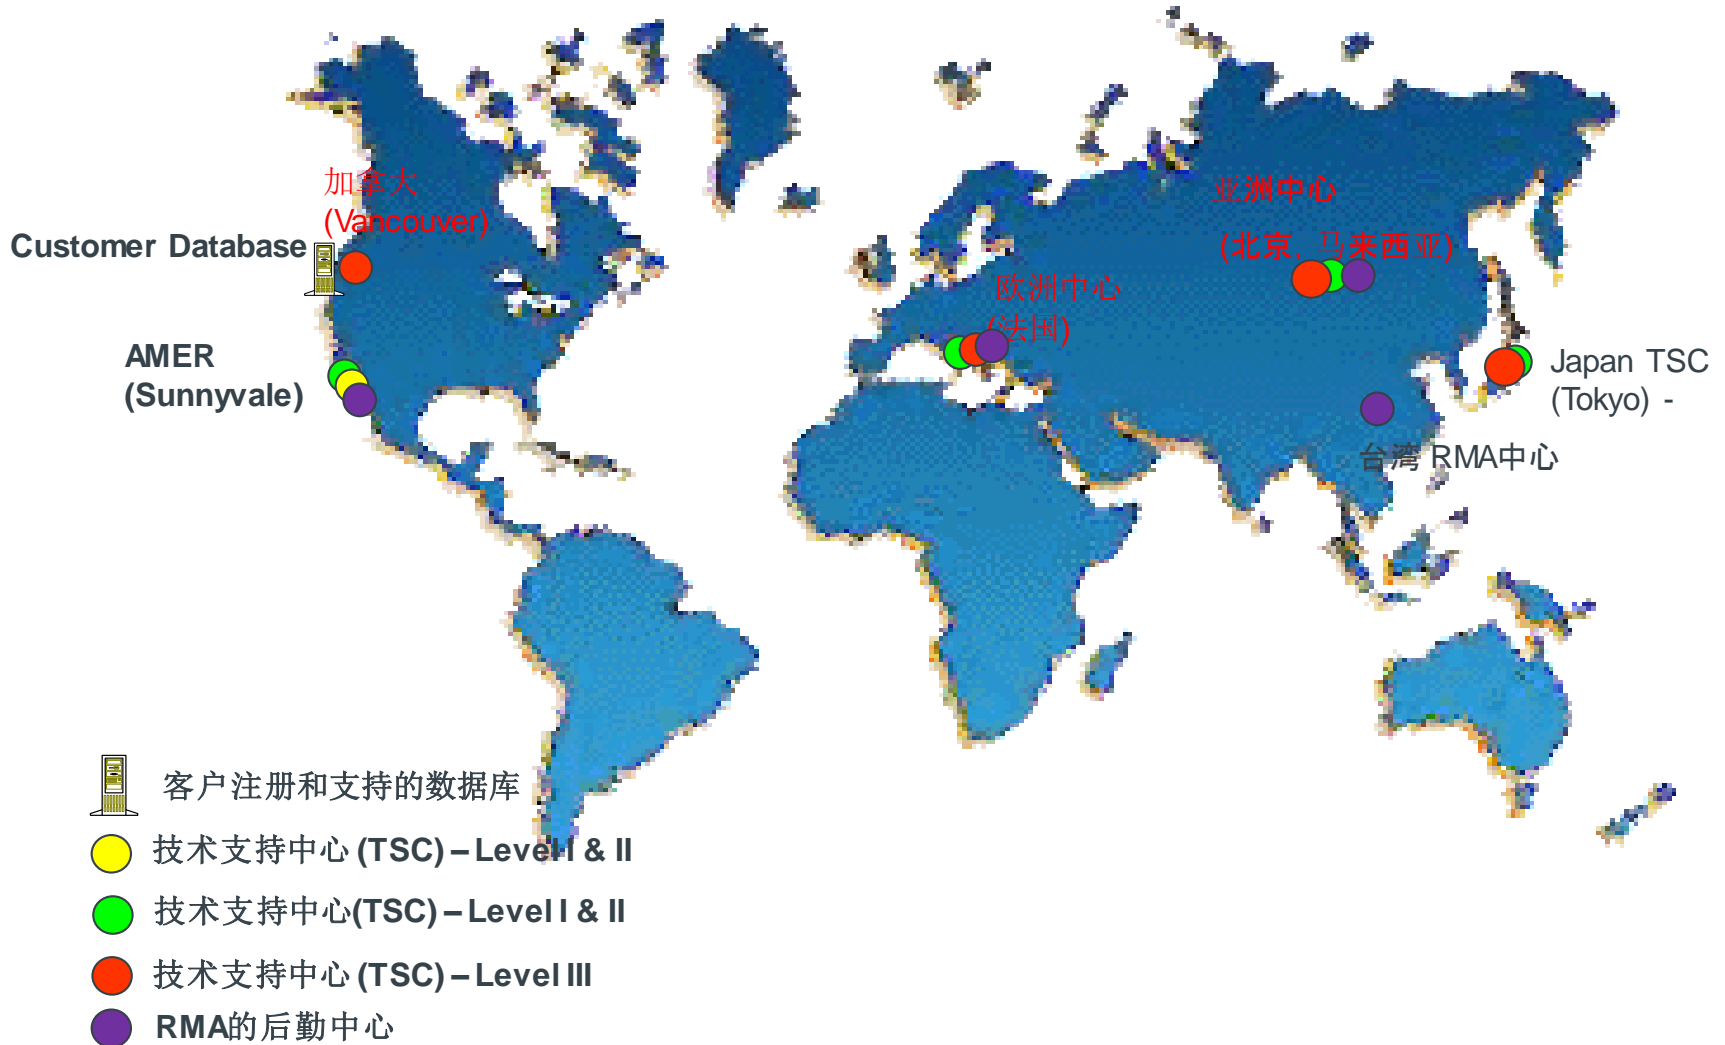 加拿大
(Vancouver)
Customer Database
AMER
(Sunnyvale)
欧洲中心
(法国)
亚洲中心
(北京, 马来西亚)
Japan TSC
(Tokyo) -
台湾 RMA中心
客户注册和支持的数据库
技术支持中心 (TSC) – Level I & II
技术支持中心(TSC) – Level I & II
技术支持中心 (TSC) – Level III
RMA的后勤中心